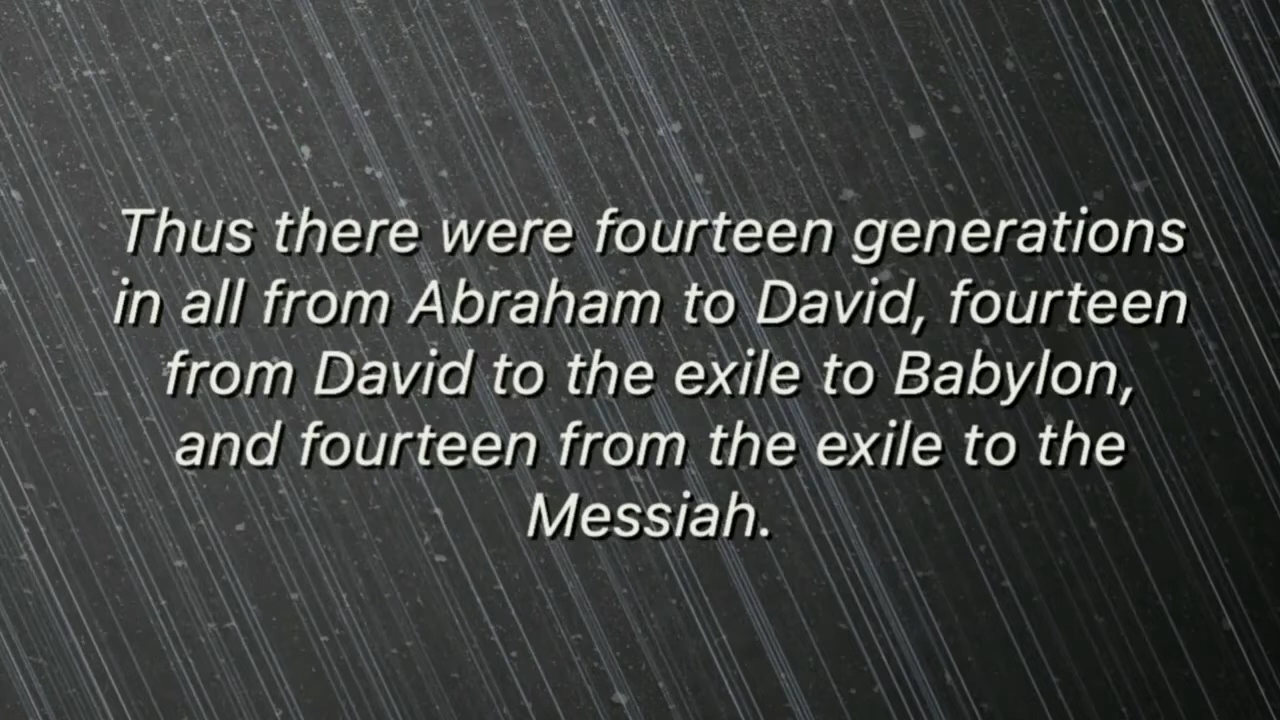 Thus there were fourteen generations
in all from Abraham to David, fourteen
from David to the exile to Babylon,
and fourteen from the exile to the
Messiah.